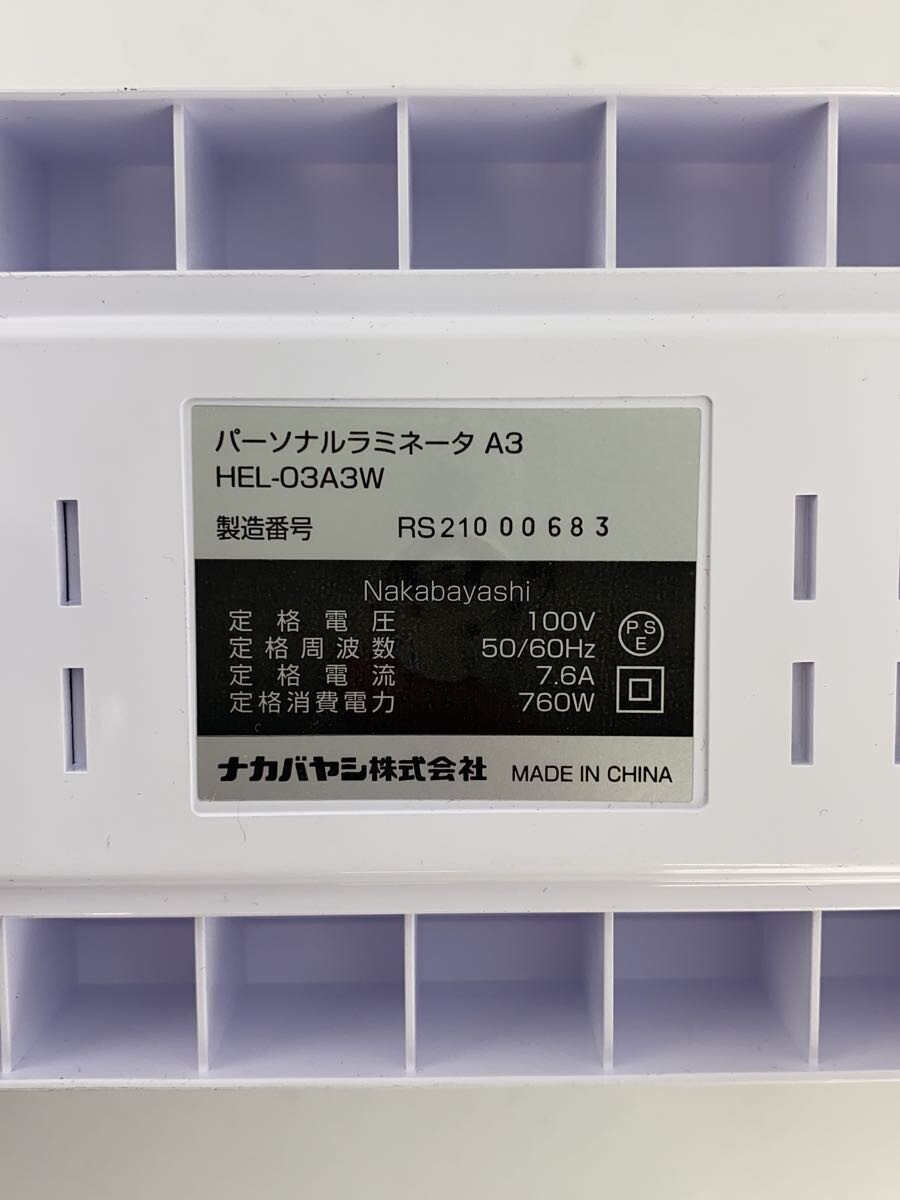 パーソナルラミネータ A3
HEL-03A3W
製造番号 RS21000683
Nakabayashi
定格電圧 100V
定格周波数 50/60Hz
定格電流 7.6A
定格消費電力 760W
PSE
ナカバヤシ株式会社 MADE IN CHINA